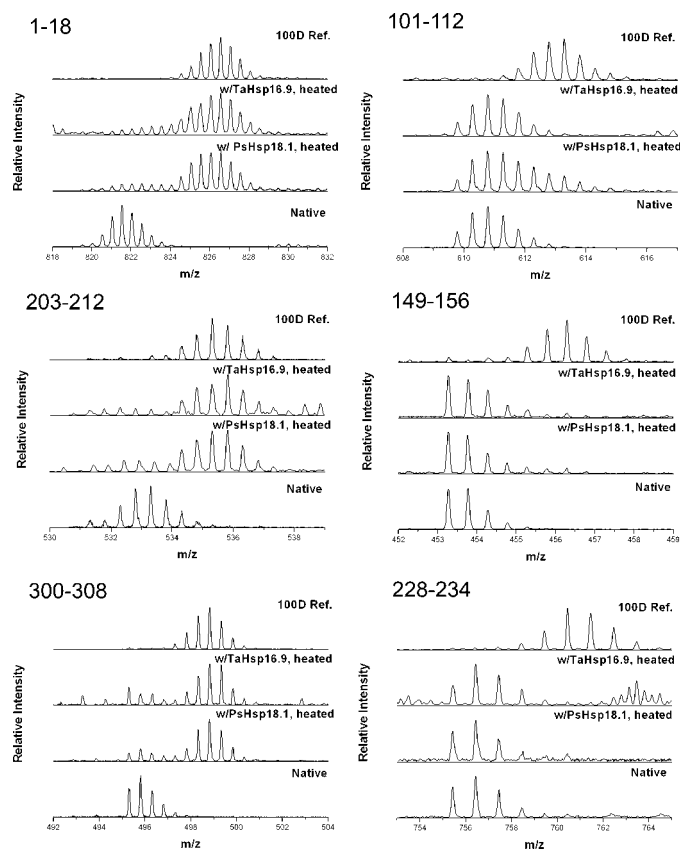 1-18
100D Ref.
w/TaHsp16.9, heated
w/ PsHsp18.1, heated
Native
Relative Intensity
818 820 822 824 826 828 830 832
m/z
101-112
100D Ref.
w/TaHsp16.9, heated
w/PsHsp18.1, heated
Native
Relative Intensity
608 610 612 614 616
m/z
203-212
100D Ref.
w/TaHsp16.9, heated
w/PsHsp18.1, heated
Native
Relative Intensity
530 532 534 536 538
m/z
149-156
100D Ref.
w/TaHsp16.9, heated
w/PsHsp18.1, heated
Native
Relative Intensity
452 453 454 455 456 457 458 459
m/z
300-308
100D Ref.
w/TaHsp16.9, heated
w/PsHsp18.1, heated
Native
Relative Intensity
492 494 496 498 500 502 504
m/z
228-234
100D Ref.
w/TaHsp16.9, heated
w/PsHsp18.1, heated
Native
Relative Intensity
754 756 758 760 762 764
m/z